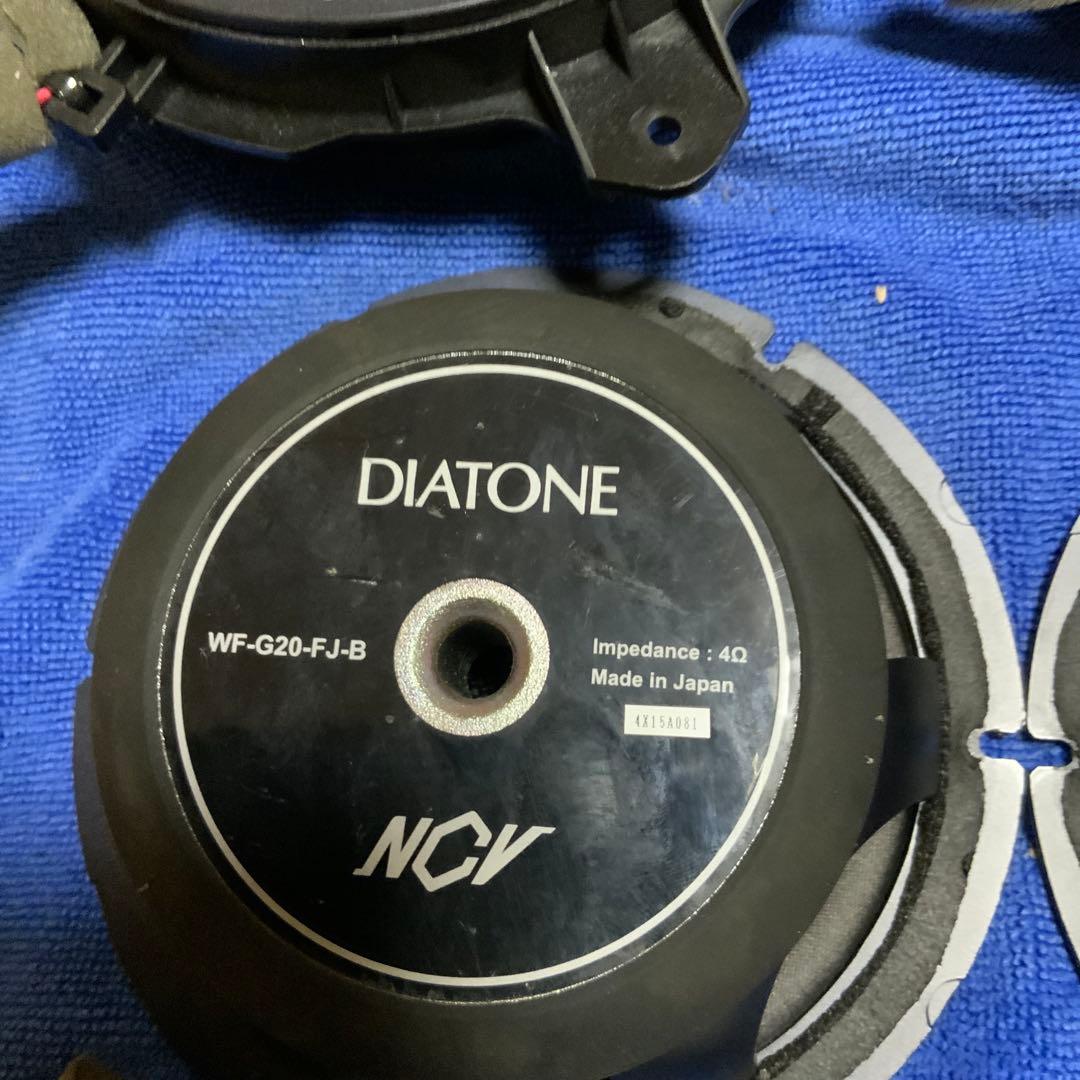 DIATONE
WF-G20-FJ-B
Impedance : 4Ω
Made in Japan
4X15A081
NCV